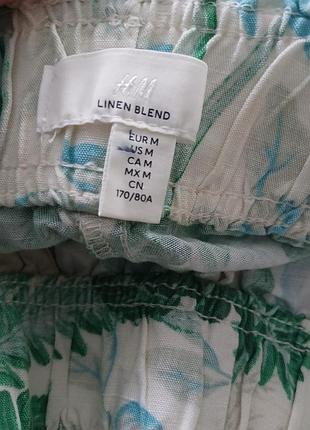 H&M
LINEN BLEND
EUR M
US M
CA M
MX M
CN
170/80A